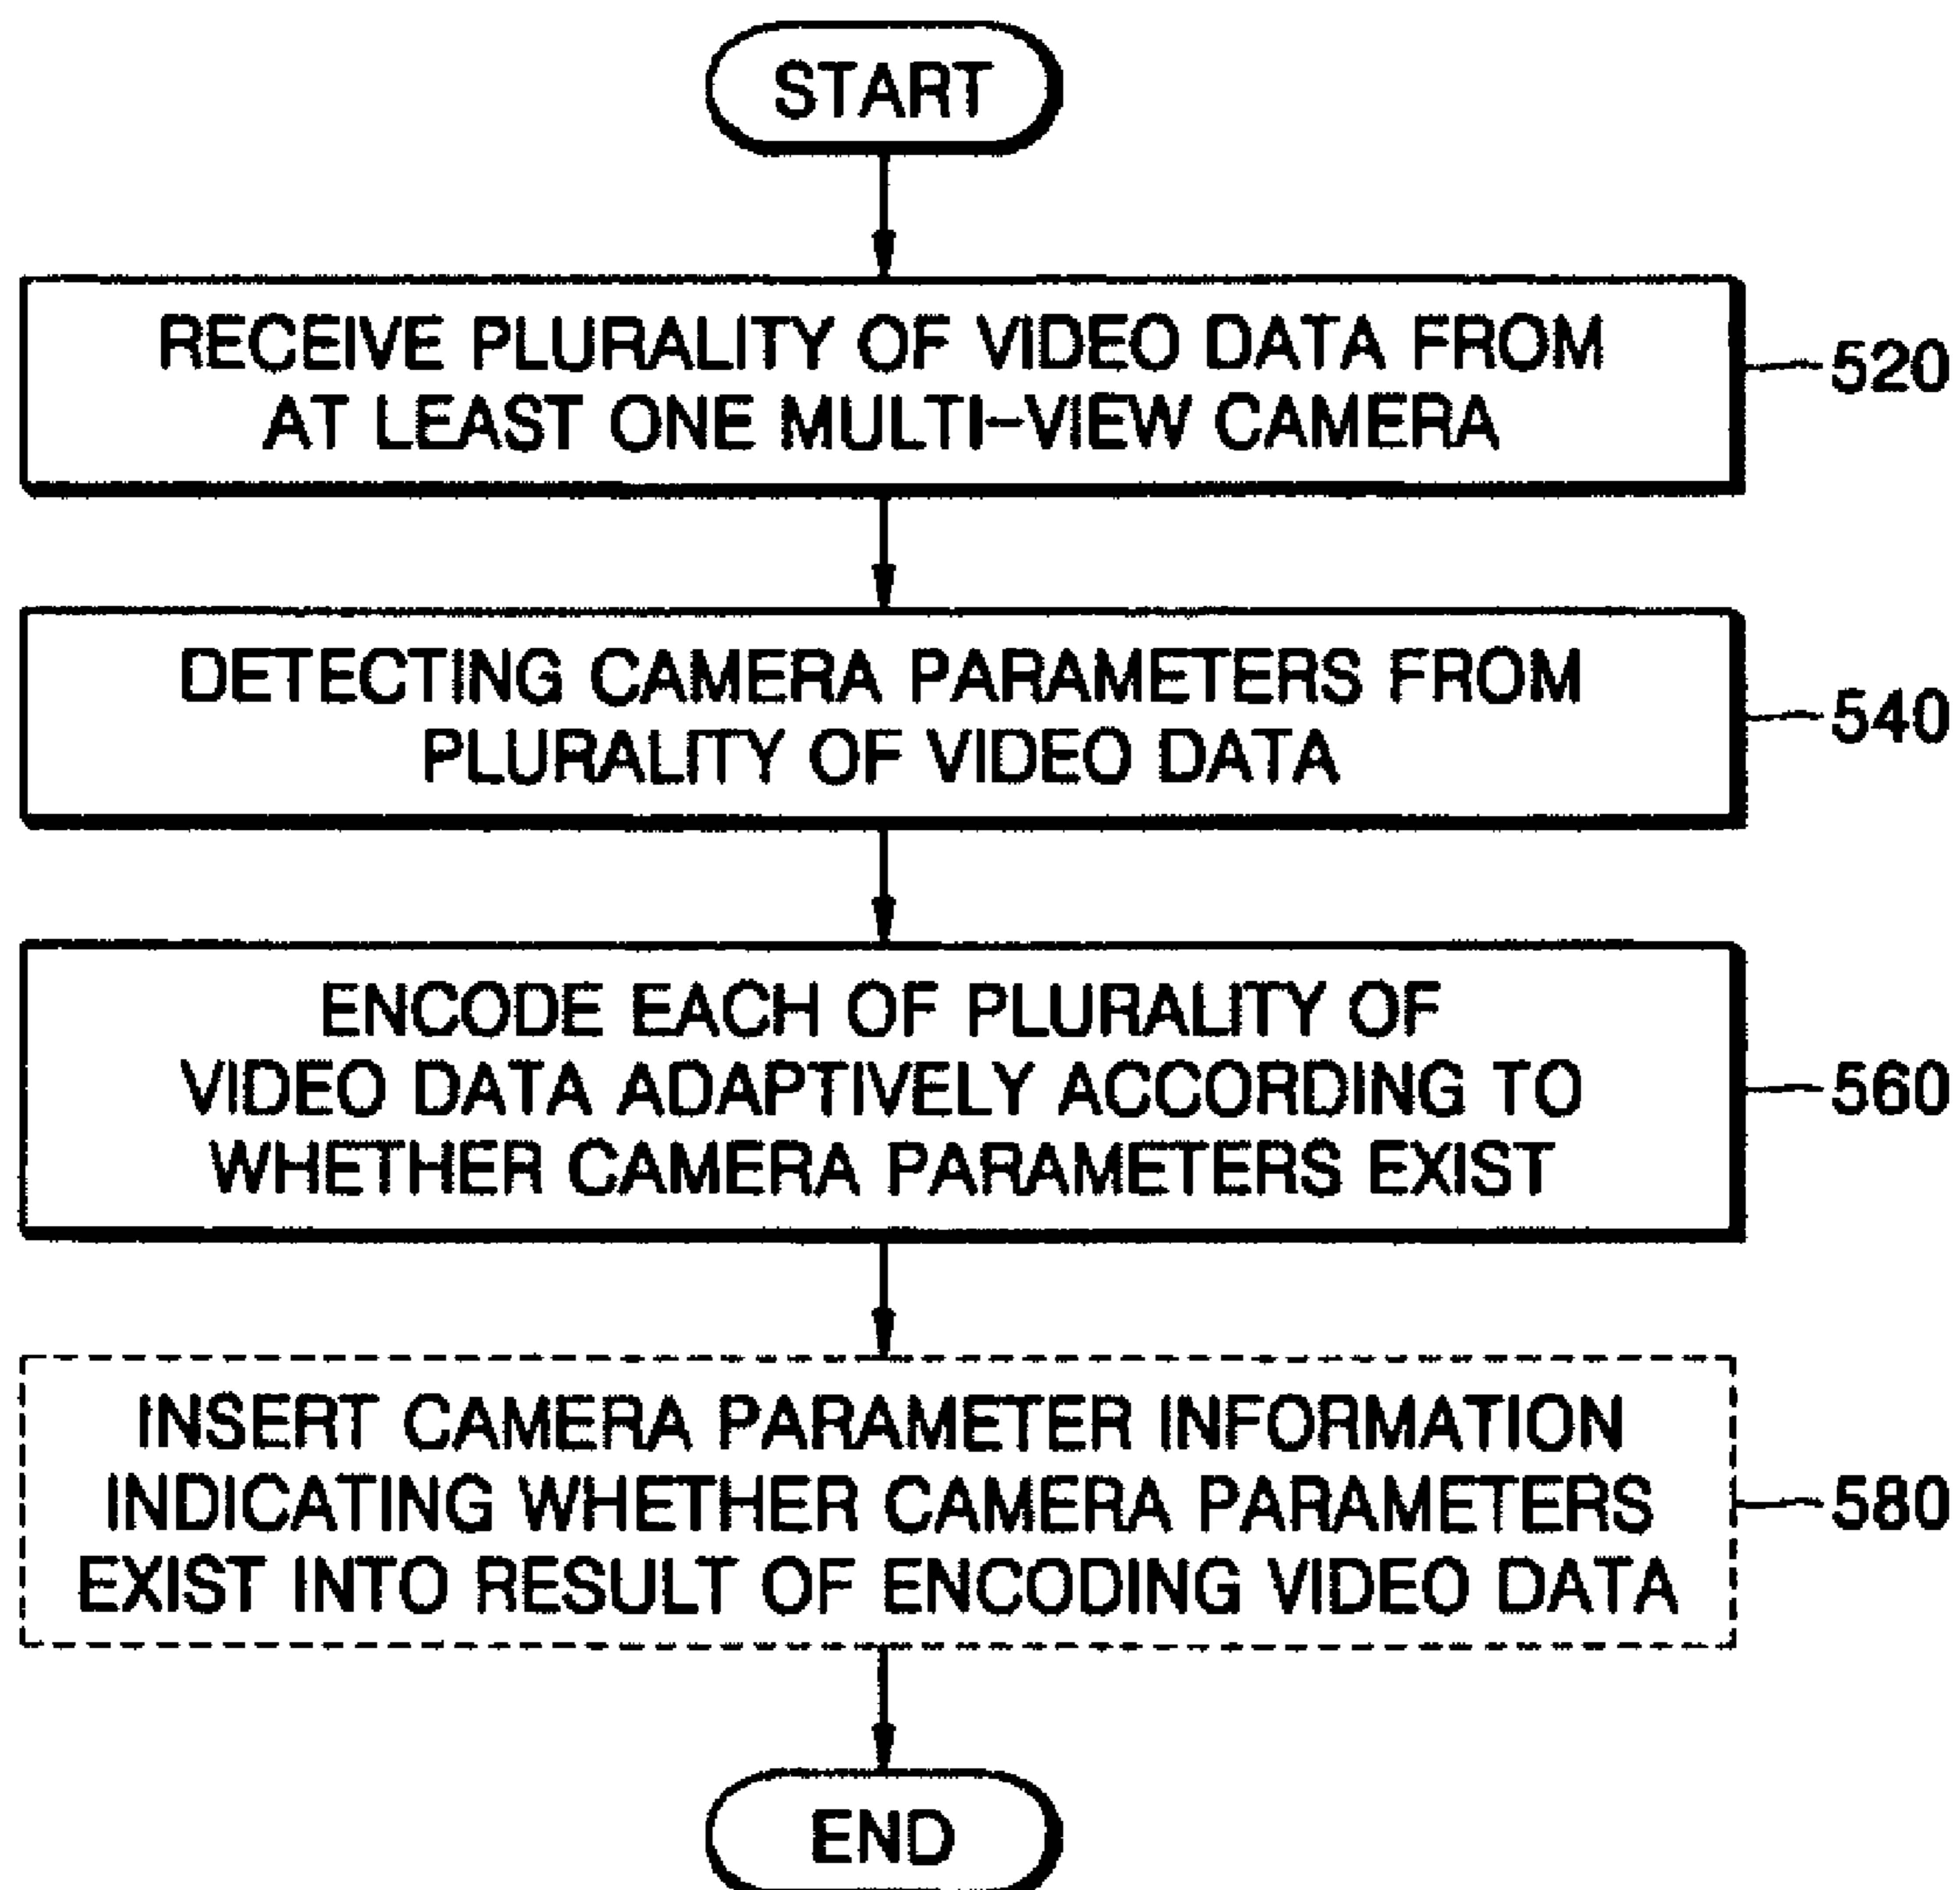 START
RECEIVE PLURALITY OF VIDEO DATA FROM
AT LEAST ONE MULTI-VIEW CAMERA
520
DETECTING CAMERA PARAMETERS FROM
PLURALITY OF VIDEO DATA
540
ENCODE EACH OF PLURALITY OF
VIDEO DATA ADAPTIVELY ACCORDING TO
WHETHER CAMERA PARAMETERS EXIST
560
INSERT CAMERA PARAMETER INFORMATION
INDICATING WHETHER CAMERA PARAMETERS
EXIST INTO RESULT OF ENCODING VIDEO DATA
580
END